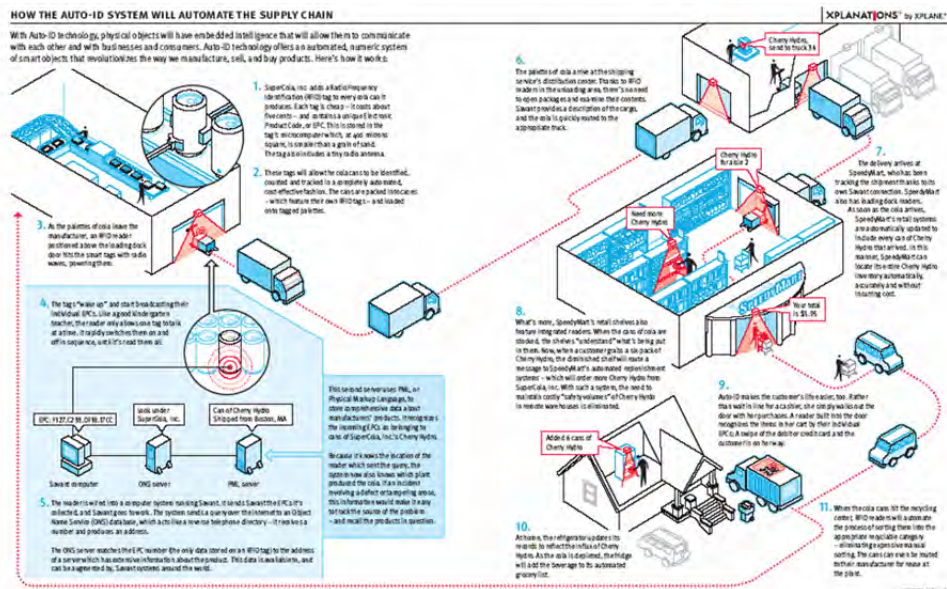 HOW THE AUTO-ID SYSTEM WILL AUTOMATE THE SUPPLY CHAIN
XPLANATIONS™ by XPLANE®
With Auto-ID technology, physical objects will have embedded intelligence that will allow them to communicate
with each other and with businesses and consumers. Auto-ID technology offers an automated, numeric system
of smart objects that revolutionizes the way we manufacture, sell, and buy products. Here's how it works:
1. SuperCola, Inc. adds a Radio Frequency
Identification (RFID) tag to every cola can it
produces. Each tag is cheap – it costs about
five cents – and contains a unique Electronic
Product Code, or EPC. This is stored in the
tag's microcomputer which, at 400 microns
square, is smaller than a grain of sand.
The tag also includes a tiny radio antenna.
2. These tags will allow the cola cans to be identified,
counted and tracked in a completely automated,
cost-effective fashion. The cans are packed into cases
– which feature their own RFID tags – and loaded
onto tagged palettes.
3. As the palettes of cola leave the
manufacturer, an RFID reader
positioned above the loading dock
door hits the smart tags with radio
waves, powering them.
4. The tags "wake up" and start broadcasting their
individual EPCs. Like a good kindergarten
teacher, the reader only allows one tag to talk
at a time. It rapidly switches them on and
off in sequence, until it's read them all.
EPC:
Look under
SuperCola, Inc.
Can of Cherry Hydro
Shipped from Boston, MA
Savant computer
ONS server
PML server
This second server uses PML, or
Physical Markup Language, to
store comprehensive data about
manufacturers' products. It recognizes
the incoming EPCs as belonging to
cans of SuperCola, Inc.'s Cherry Hydro.
Because it knows the location of the
reader which sent the query, the
system now also knows which plant
produced the cola. If an incident
involving a defect or tampering arises,
this information would make it easy
to track the source of the problem
– and recall the products in question.
5. The reader is wired into a computer system running Savant. It sends Savant the EPCs it's
collected, and Savant goes to work. The system sends a query over the Internet to an Object
Name Service (ONS) database, which acts like a reverse telephone directory – it receives a
number and produces an address.
The ONS server matches the EPC number (the only data stored on an RFID tag) to the address
of a server which has extensive information about the product. This data is available to, and
can be augmented by, Savant systems around the world.
6.
The palettes of cola arrive at the shipping
service's distribution center. Thanks to RFID
readers in the unloading area, there's no need
to open packages and examine their contents.
Savant provides a description of the cargo,
and the cola is quickly routed to the
appropriate truck.
Cherry Hydro,
send to truck 36
7.
The delivery arrives at
SpeedyMart, who has been
tracking the shipment thanks to its
own Savant connection. SpeedyMart
also has loading dock readers.
As soon as the cola arrives,
SpeedyMart's retail systems
are automatically updated to
include every can of Cherry
Hydro that arrived. In this
manner, SpeedyMart can
locate its entire Cherry Hydro
inventory automatically,
accurately and without
incurring cost.
Cherry Hydro
for aisle 2
Need more
Cherry Hydro
SpeedyMart
Your total
is
8.
What's more, SpeedyMart's retail shelves also
feature integrated readers. When the cans of cola are
stocked, the shelves "understand" what's being put
in them. Now, when a customer grabs a six pack of
Cherry Hydro, the diminished shelf will route a
message to SpeedyMart's automated replenishment
systems – which will order more Cherry Hydro from
SuperCola, Inc. With such a system, the need to
maintain costly "safety volumes" of Cherry Hydro
in remote warehouses is eliminated.
9.
Auto-ID makes the customer's life easier, too. Rather
than wait in line for a cashier, she simply walks out the
door with her purchases. A reader built into the door
recognizes the items in her cart by their individual
EPCs; A swipe of the debit or credit card and the
customer is on her way.
Added 6 cans of
Cherry Hydro
10.
At home, the refrigerator updates its
records to reflect the influx of Cherry
Hydro. As the cola is depleted, the fridge
will add the beverage to its automated
grocery list.
11. When the cola cans hit the recycling
center, RFID readers will automate
the process of sorting them into the
appropriate recyclable category
– eliminating expensive manual
sorting. The cans can even be routed
to their manufacturer for reuse at
the plant.